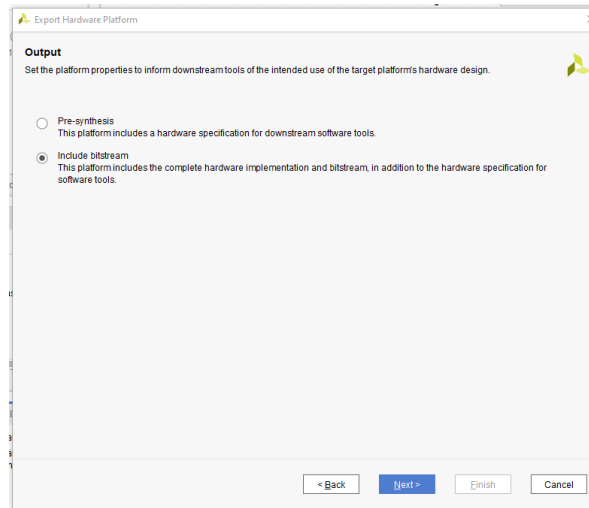 Export Hardware Platform
Output
Set the platform properties to inform downstream tools of the intended use of the target platform's hardware design.
Pre-synthesis
This platform includes a hardware specification for downstream software tools.
Include bitstream
This platform includes the complete hardware implementation and bitstream, in addition to the hardware specification for
software tools.
< Back
Next >
Finish
Cancel